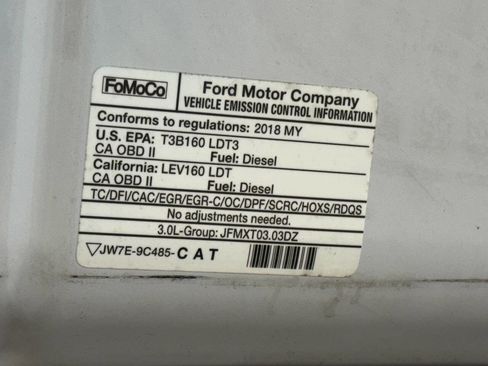 FoMoCo
Ford Motor Company
VEHICLE EMISSION CONTROL INFORMATION
Conforms to regulations: 2018 MY
U.S. EPA: T3B160 LDT3
CA OBD II Fuel: Diesel
California: LEV160 LDT
CA OBD II Fuel: Diesel
TC/DFI/CAC/EGR/EGR-C/OC/DPF/SCRC/HOXS/RDQS
No adjustments needed.
3.0L-Group: JFMXT03.03DZ
JW7E-9C485-CAT